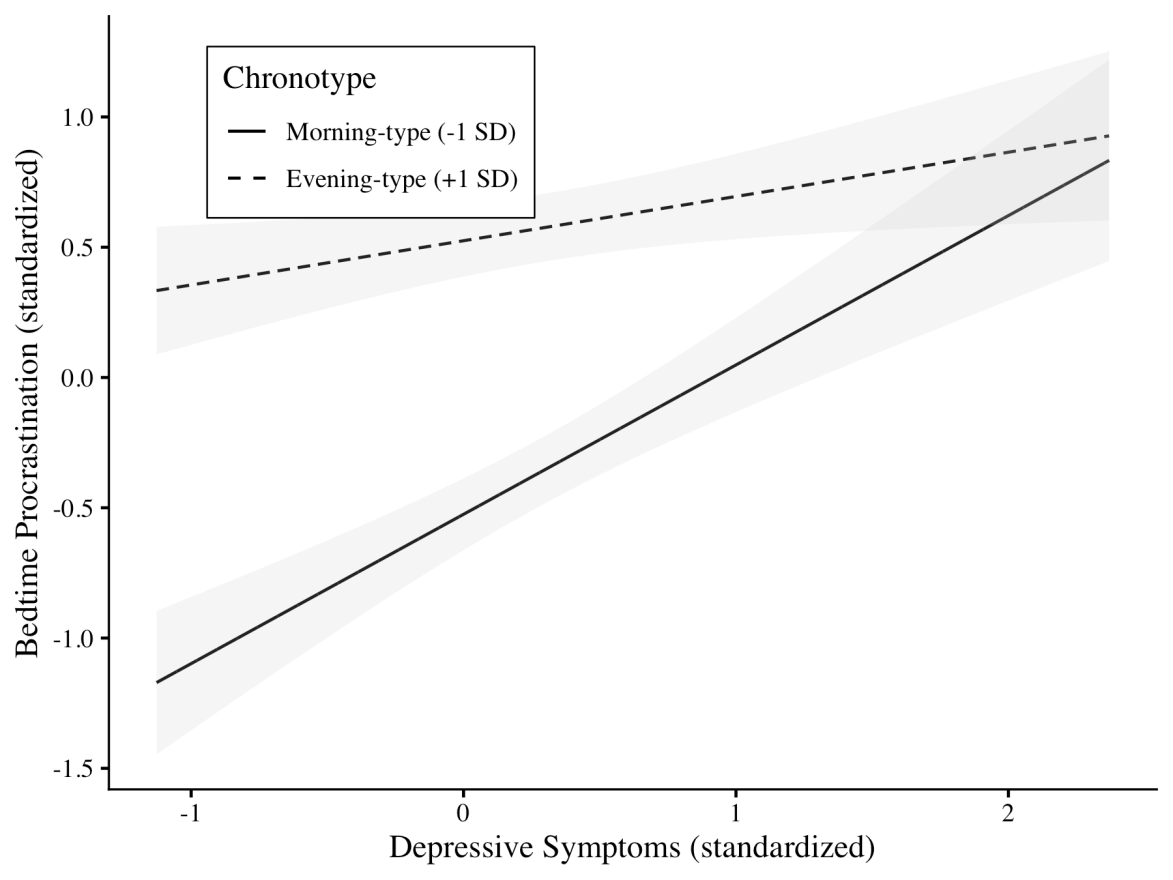 Chronotype
Morning-type (-1 SD)
Evening-type (+1 SD)
Bedtime Procrastination (standardized)
1.0
0.5
0.0
-0.5
-1.0
-1.5
-1
0
1
2
Depressive Symptoms (standardized)